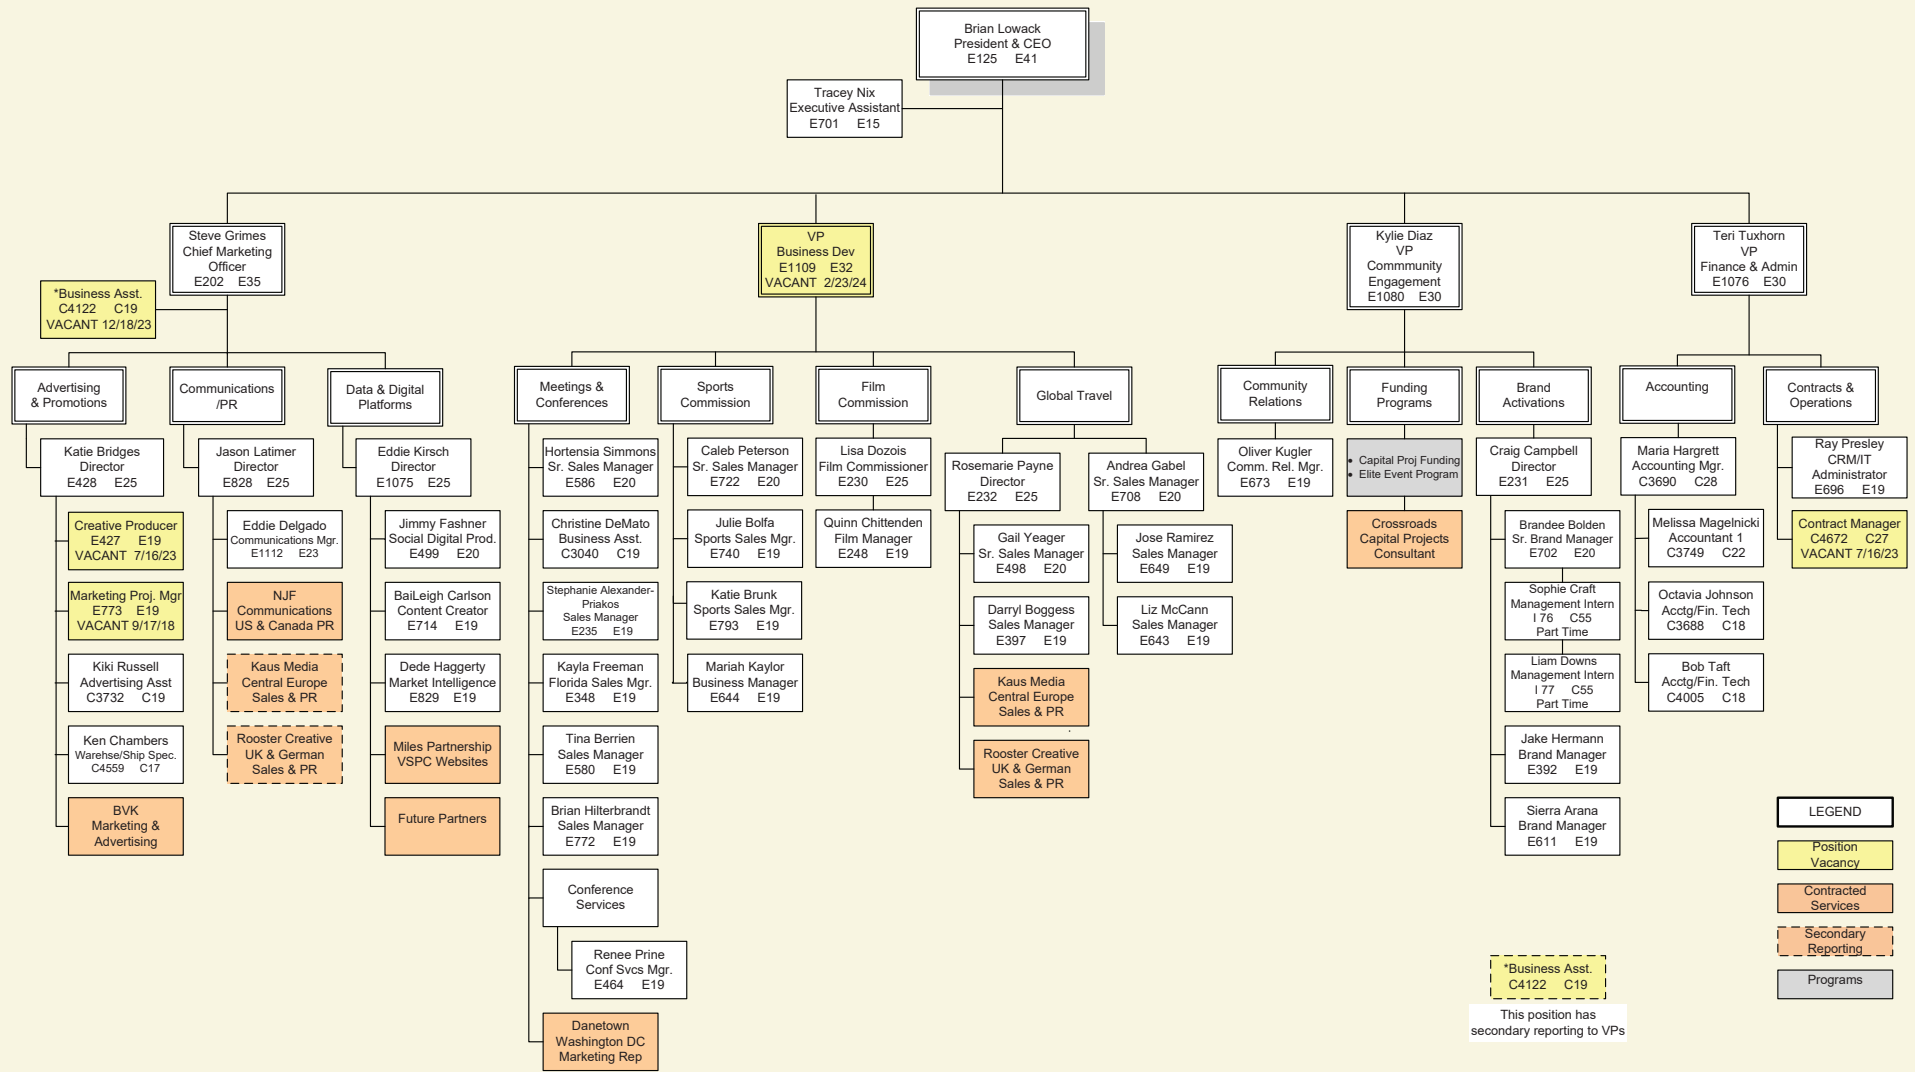 Brian Lowack
President & CEO
E125 E41
Tracey Nix
Executive Assistant
E701 E15
Steve Grimes
Chief Marketing
Officer
E202 E35
*Business Asst.
C4122 C19
VACANT 12/18/23
VP
Business Dev
E1109 E32
VACANT 2/23/24
Kylie Diaz
VP
Commmunity
Engagement
E1080 E30
Teri Tuxhorn
VP
Finance & Admin
E1076 E30
Advertising
& Promotions
Katie Bridges
Director
E428 E25
Creative Producer
E427 E19
VACANT 7/16/23
Marketing Proj. Mgr
E773 E19
VACANT 9/17/18
Kiki Russell
Advertising Asst
C3732 C19
Ken Chambers
Warehse/Ship Spec.
C4559 C17
BVK
Marketing &
Advertising
Communications
/PR
Jason Latimer
Director
E828 E25
Eddie Delgado
Communications Mgr.
E1112 E23
NJF
Communications
US & Canada PR
Kaus Media
Central Europe
Sales & PR
Rooster Creative
UK & German
Sales & PR
Data & Digital
Platforms
Eddie Kirsch
Director
E1075 E25
Jimmy Fashner
Social Digital Prod.
E499 E20
BaiLeigh Carlson
Content Creator
E714 E19
Dede Haggerty
Market Intelligence
E829 E19
Miles Partnership
VSPC Websites
Future Partners
Meetings &
Conferences
Hortensia Simmons
Sr. Sales Manager
E586 E20
Christine DeMato
Business Asst.
C3040 C19
Stephanie Alexander-
Priakos
Sales Manager
E235 E19
Kayla Freeman
Florida Sales Mgr.
E348 E19
Tina Berrien
Sales Manager
E580 E19
Brian Hilterbrandt
Sales Manager
E772 E19
Conference
Services
Renee Prine
Conf Svcs Mgr.
E464 E19
Danetown
Washington DC
Marketing Rep
Sports
Commission
Caleb Peterson
Sr. Sales Manager
E722 E20
Julie Bolfa
Sports Sales Mgr.
E740 E19
Katie Brunk
Sports Sales Mgr.
E793 E19
Mariah Kaylor
Business Manager
E644 E19
Film
Commission
Lisa Dozois
Film Commissioner
E230 E25
Quinn Chittenden
Film Manager
E248 E19
Global Travel
Rosemarie Payne
Director
E232 E25
Gail Yeager
Sr. Sales Manager
E498 E20
Darryl Boggess
Sales Manager
E397 E19
Kaus Media
Central Europe
Sales & PR
Rooster Creative
UK & German
Sales & PR
Andrea Gabel
Sr. Sales Manager
E708 E20
Jose Ramirez
Sales Manager
E649 E19
Liz McCann
Sales Manager
E643 E19
Community
Relations
Oliver Kugler
Comm. Rel. Mgr.
E673 E19
Funding
Programs
• Capital Proj Funding
• Elite Event Program
Crossroads
Capital Projects
Consultant
Brand
Activations
Craig Campbell
Director
E231 E25
Brandee Bolden
Sr. Brand Manager
E702 E20
Sophie Craft
Management Intern
I 76 C55
Part Time
Liam Downs
Management Intern
I 77 C55
Part Time
Jake Hermann
Brand Manager
E392 E19
Sierra Arana
Brand Manager
E611 E19
Accounting
Maria Hargrett
Accounting Mgr.
C3690 C28
Melissa Magelnicki
Accountant 1
C3749 C22
Octavia Johnson
Acctg/Fin. Tech
C3688 C18
Bob Taft
Acctg/Fin. Tech
C4005 C18
Contracts &
Operations
Ray Presley
CRM/IT
Administrator
E696 E19
Contract Manager
C4672 C27
VACANT 7/16/23
LEGEND
Position
Vacancy
Contracted
Services
Secondary
Reporting
Programs
*Business Asst.
C4122 C19
This position has
secondary reporting to VPs